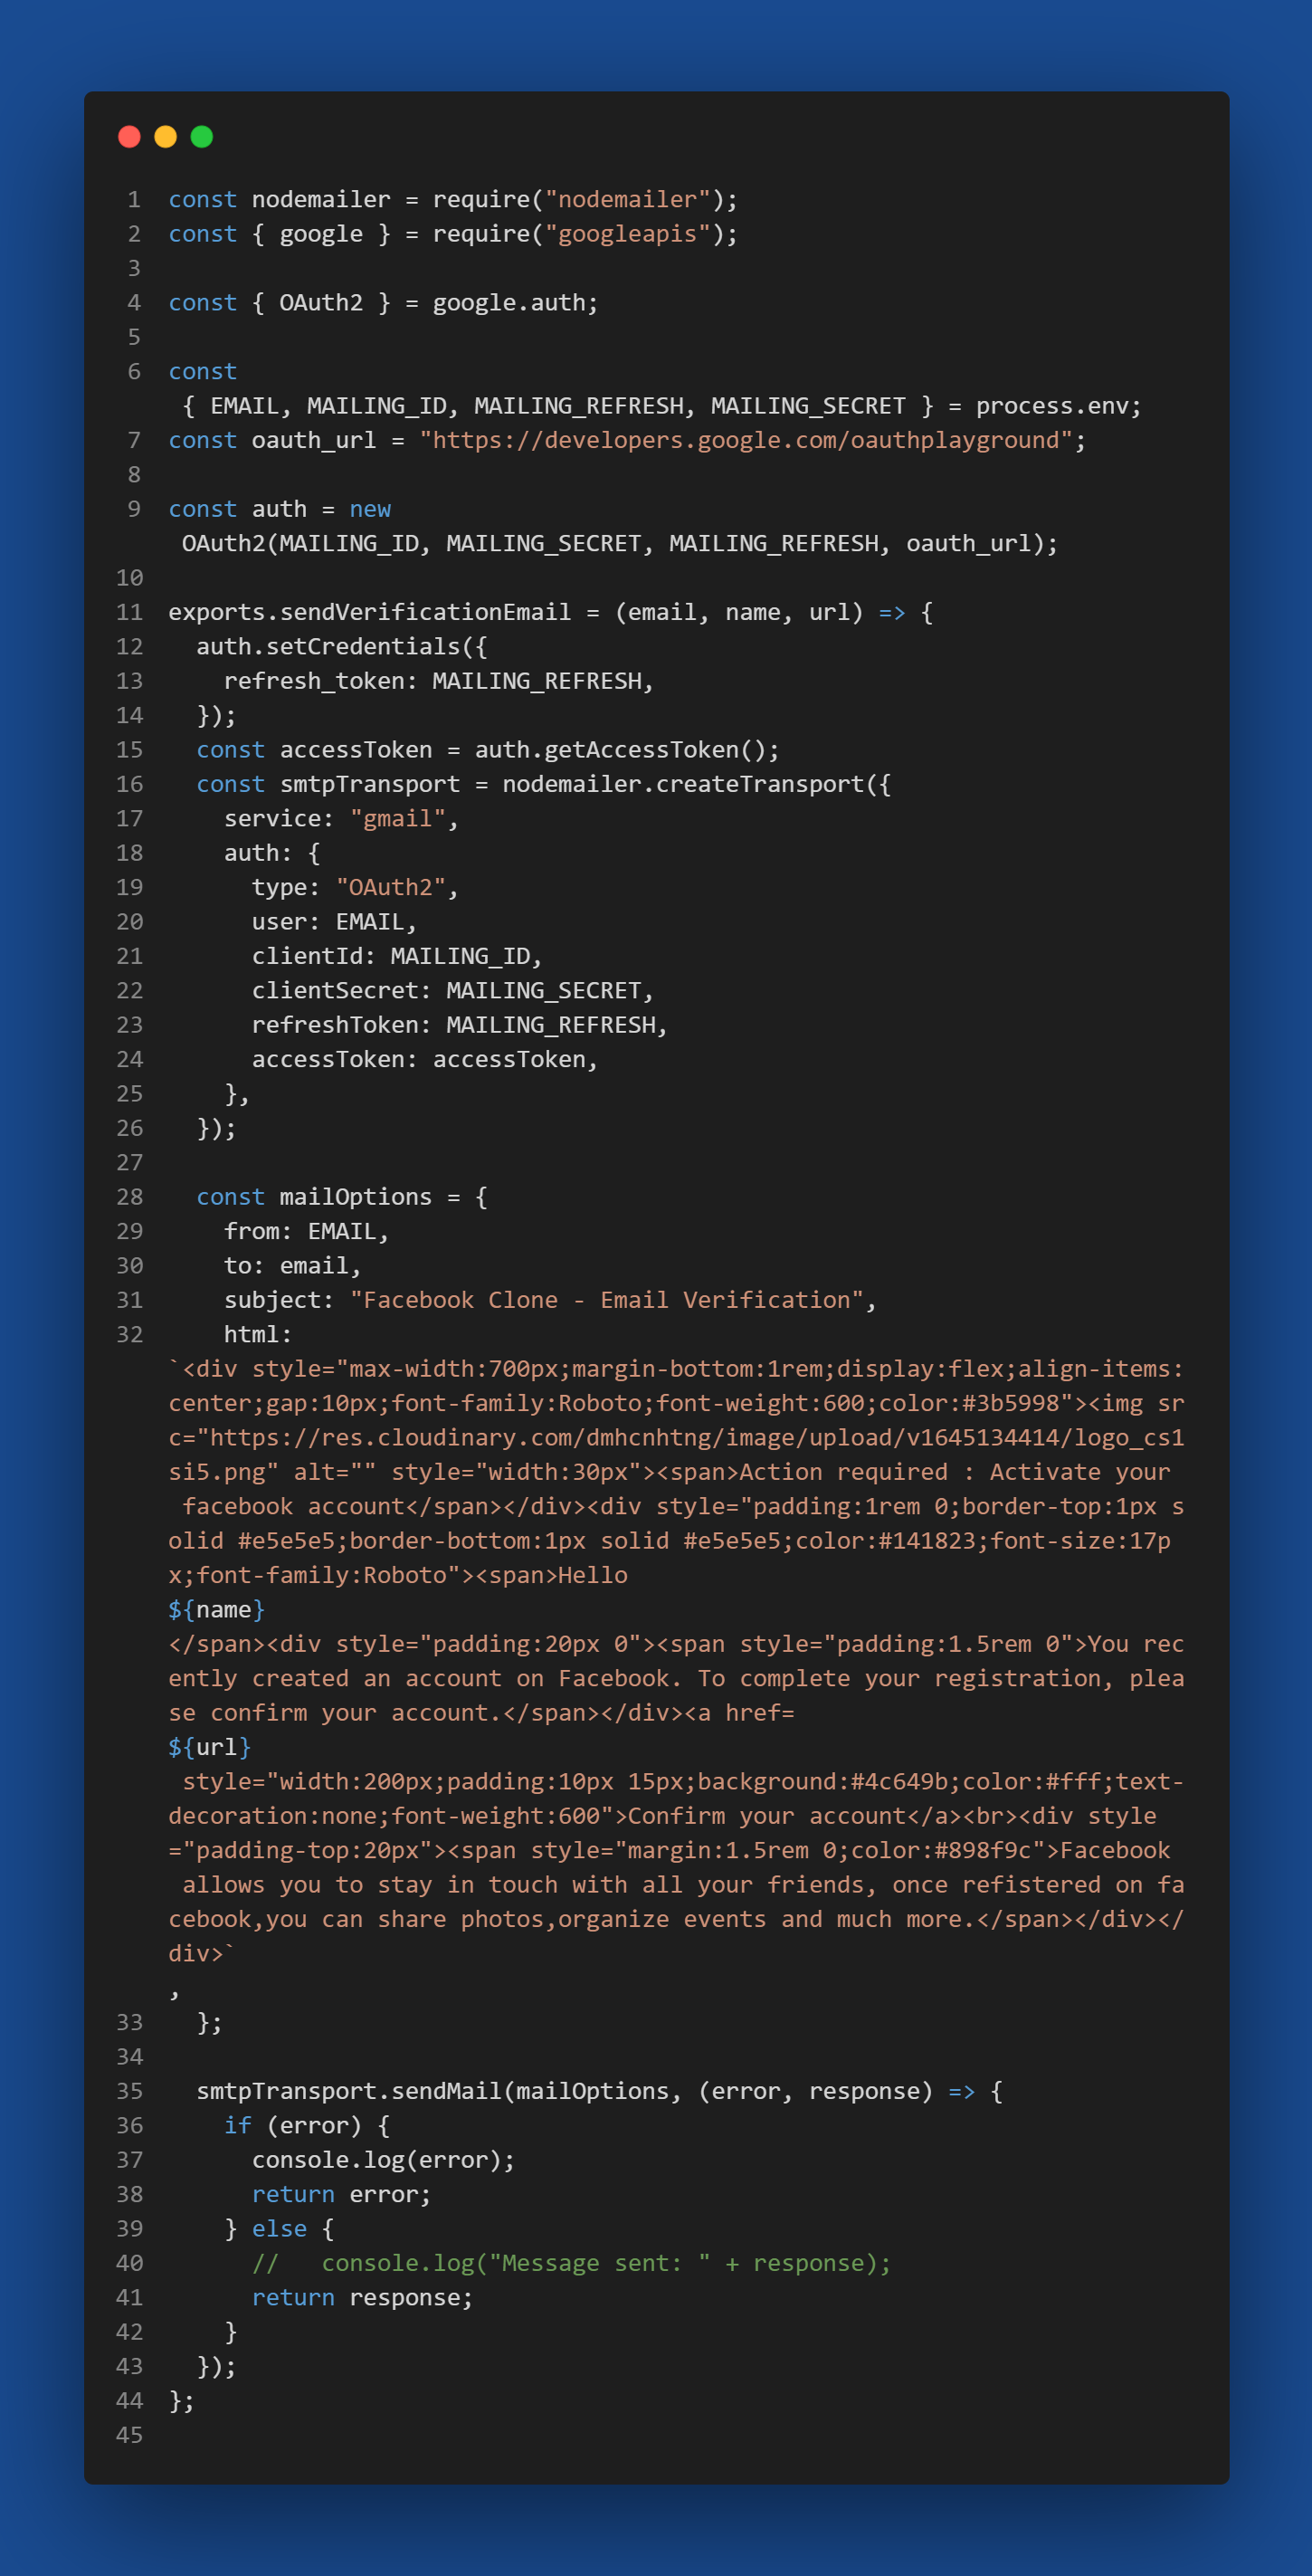 1 const nodemailer = require("nodemailer");
2 const { google } = require("googleapis");
3
4 const { OAuth2 } = google.auth;
5
6 const
{ EMAIL, MAILING_ID, MAILING_REFRESH, MAILING_SECRET } = process.env;
7 const oauth_url = "https://developers.google.com/oauthplayground";
8
9 const auth = new
OAuth2(MAILING_ID, MAILING_SECRET, MAILING_REFRESH, oauth_url);
10
11 exports.sendVerificationEmail = (email, name, url) => {
12   auth.setCredentials({
13     refresh_token: MAILING_REFRESH,
14   });
15   const accessToken = auth.getAccessToken();
16   const smtpTransport = nodemailer.createTransport({
17     service: "gmail",
18     auth: {
19       type: "OAuth2",
20       user: EMAIL,
21       clientId: MAILING_ID,
22       clientSecret: MAILING_SECRET,
23       refreshToken: MAILING_REFRESH,
24       accessToken: accessToken,
25     },
26   });
27
28   const mailOptions = {
29     from: EMAIL,
30     to: email,
31     subject: "Facebook Clone - Email Verification",
32     html:
`<div style="max-width:700px;margin-bottom:1rem;display:flex;align-items:
center;gap:10px;font-family:Roboto;font-weight:600;color:#3b5998"><img sr
c="https://res.cloudinary.com/dmhcnhtng/image/upload/v1645134414/logo_cs1
si5.png" alt="" style="width:30px"><span>Action required : Activate your
facebook account</span></div><div style="padding:1rem 0;border-top:1px s
olid #e5e5e5;border-bottom:1px solid #e5e5e5;color:#141823;font-size:17p
x;font-family:Roboto"><span>Hello
${name}
</span><div style="padding:20px 0"><span style="padding:1.5rem 0">You rec
ently created an account on Facebook. To complete your registration, plea
se confirm your account.</span></div><a href=
${url}
style="width:200px;padding:10px 15px;background:#4c649b;color:#fff;text-
decoration:none;font-weight:600">Confirm your account</a><br><div style
="padding-top:20px"><span style="margin:1.5rem 0;color:#898f9c">Facebook
allows you to stay in touch with all your friends, once refistered on fa
cebook,you can share photos,organize events and much more.</span></div></
div>`
,
33   };
34
35   smtpTransport.sendMail(mailOptions, (error, response) => {
36     if (error) {
37       console.log(error);
38       return error;
39     } else {
40       //   console.log("Message sent: " + response);
41       return response;
42     }
43   });
44 };
45